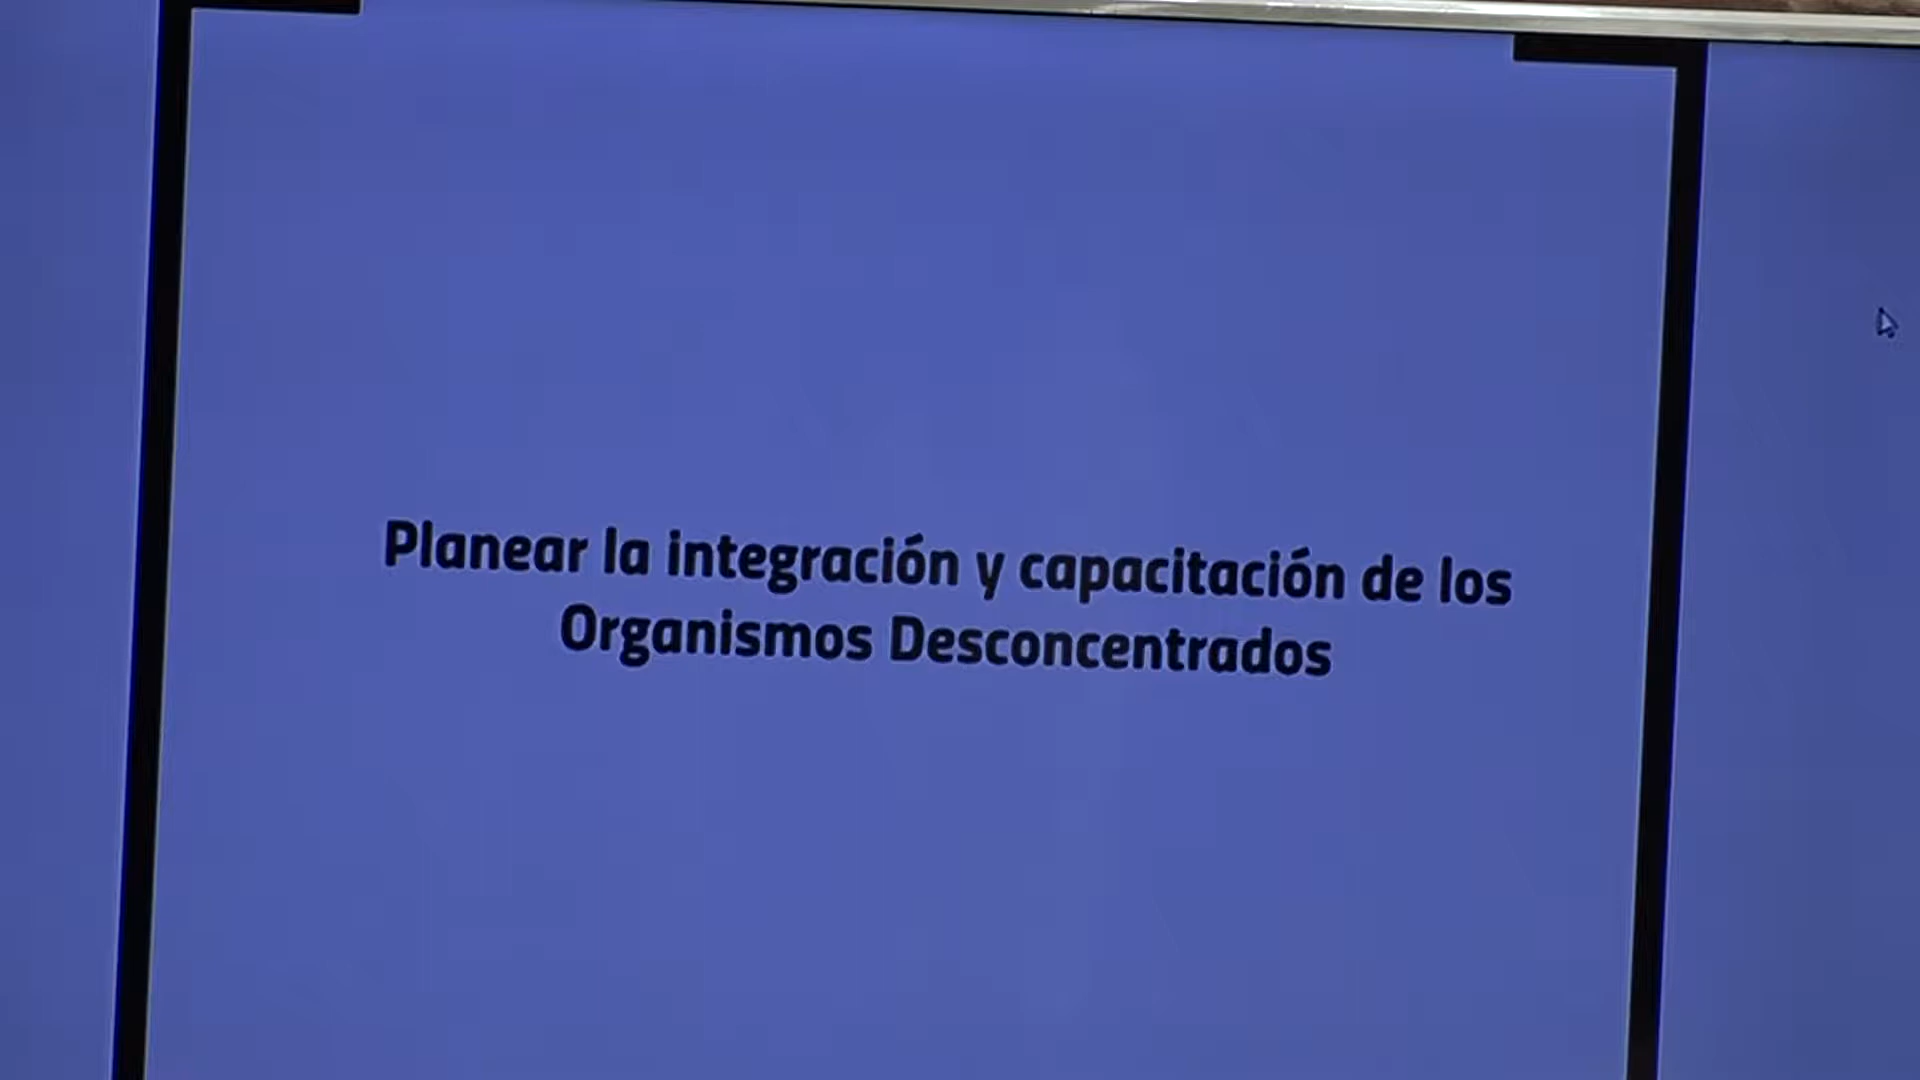 Planear la integración y capacitación de los
Organismos Desconcentrados